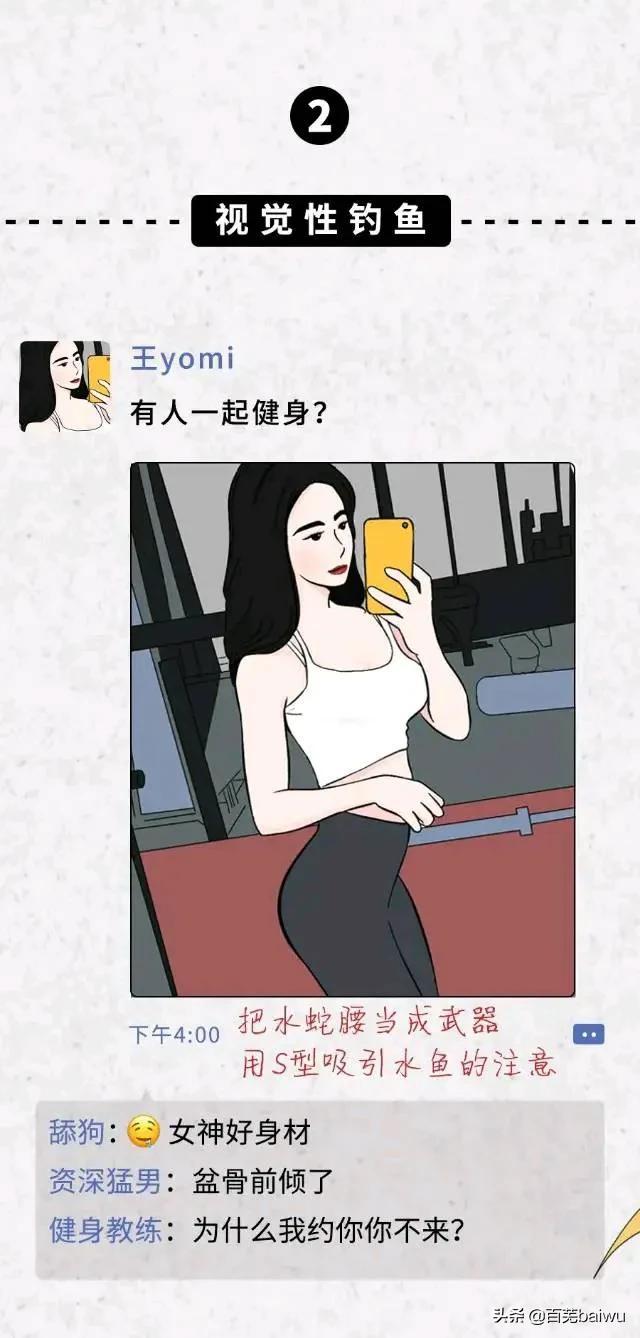 2
视觉性钓鱼
王yomi
有人一起健身？
下午4:00
把水蛇腰当成武器
用S型吸引水鱼的注意
舔狗：🤤 女神好身材
资深猛男：盆骨前倾了
健身教练：为什么我约你你不来？
头条 @百芜baiwu